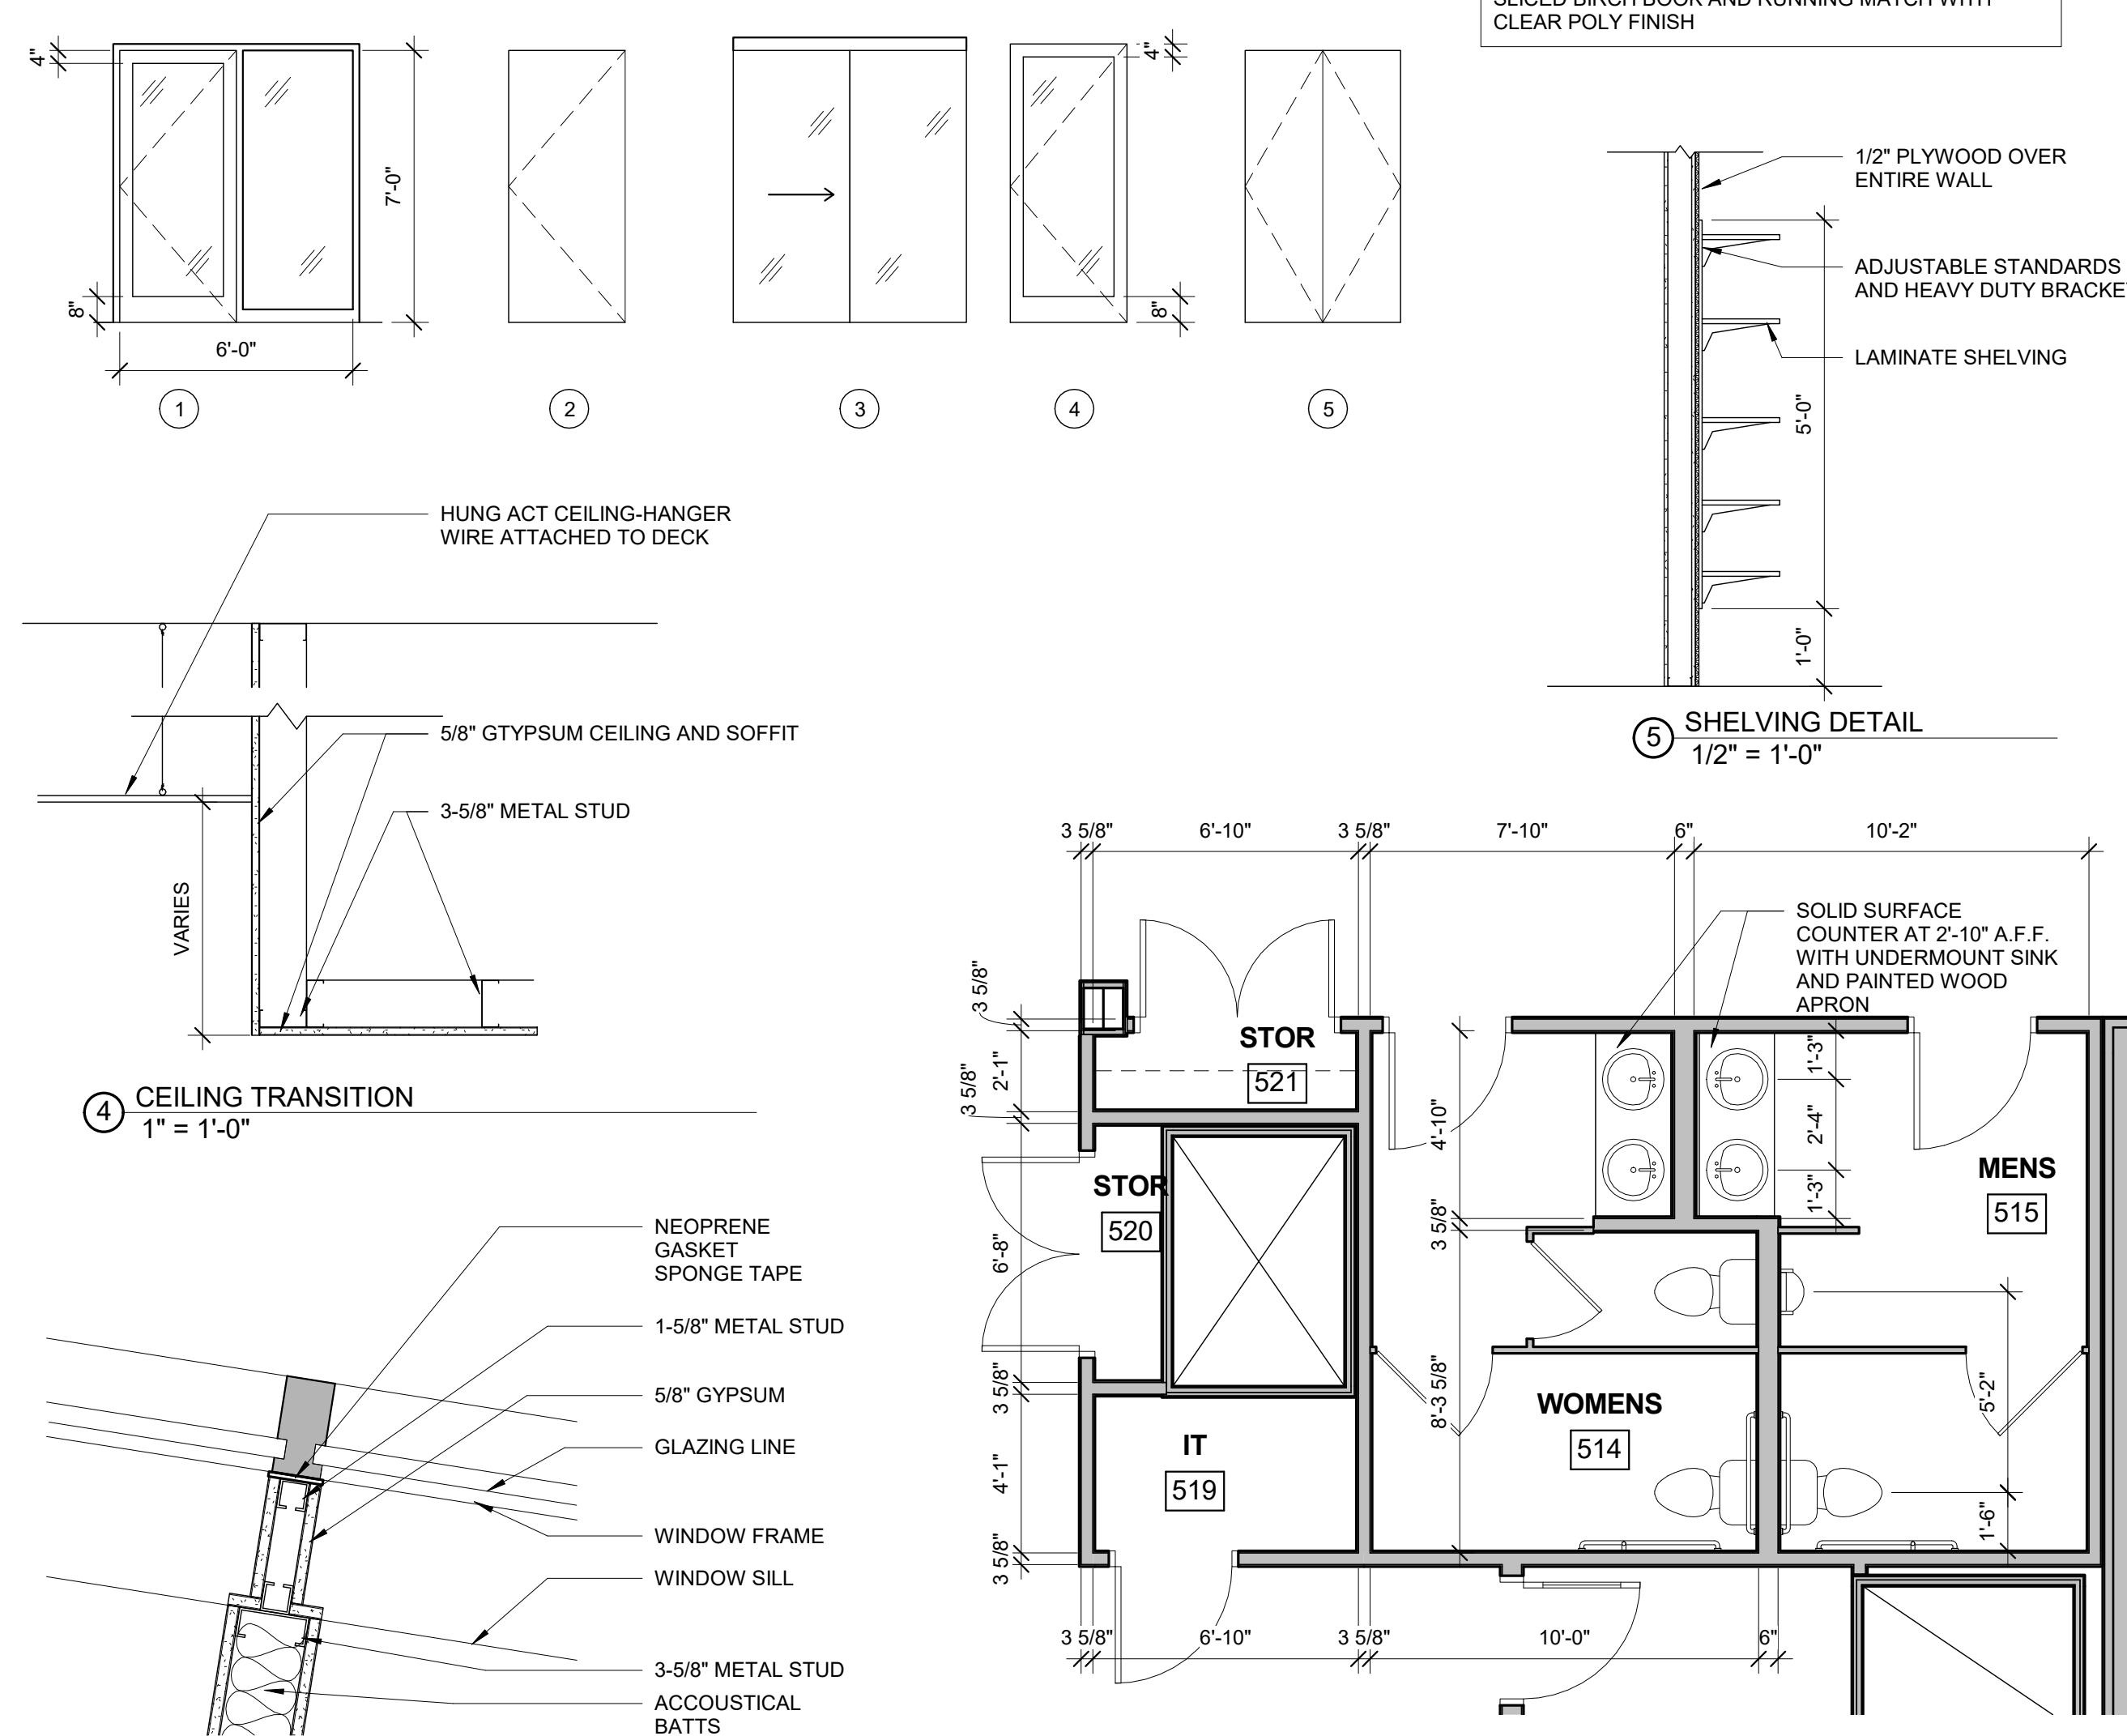 SLICED BIRCH BOOK AND RUNNING MATCH WITH
CLEAR POLY FINISH
4"
8"
7'-0"
6'-0"
4"
8"
1
2
3
4
5
1/2" PLYWOOD OVER
ENTIRE WALL
ADJUSTABLE STANDARDS
AND HEAVY DUTY
LAMINATE SHELVING
5'-0"
1'-0"
5
SHELVING DETAIL
1/2" = 1'-0"
HUNG ACT CEILING-HANGER
WIRE ATTACHED TO DECK
5/8" GTYPSUM CEILING AND SOFFIT
3-5/8" METAL STUD
VARIES
4
CEILING TRANSITION
1" = 1'-0"
NEOPRENE
GASKET
SPONGE TAPE
1-5/8" METAL STUD
5/8" GYPSUM
GLAZING LINE
WINDOW FRAME
WINDOW SILL
3-5/8" METAL STUD
ACCOUSTICAL
BATTS
3 5/8"
6'-10"
3 5/8"
7'-10"
6"
10'-2"
SOLID SURFACE
COUNTER AT 2'-10" A.F.F.
WITH UNDERMOUNT SINK
AND PAINTED WOOD
APRON
3 5/8"
2'-1"
3 5/8"
6'-8"
3 5/8"
4'-1"
3 5/8"
STOR
521
STOR
520
IT
519
4'-10"
3 5/8"
8'-3 5/8"
WOMENS
514
1'-3"
2'-4"
1'-3"
MENS
515
5'-2"
1'-6"
3 5/8"
6'-10"
3 5/8"
10'-0"
6"